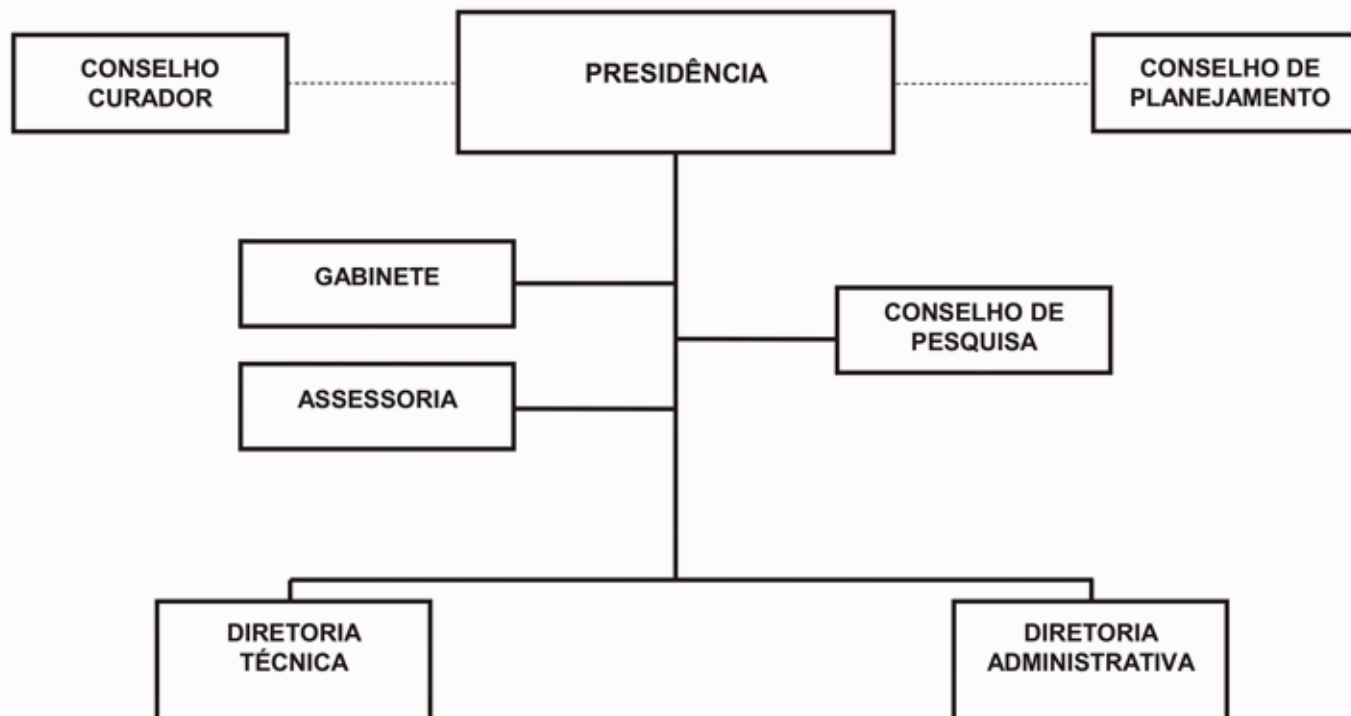 CONSELHO
CURADOR
PRESIDÊNCIA
CONSELHO DE
PLANEJAMENTO
GABINETE
CONSELHO DE
PESQUISA
ASSESSORIA
DIRETORIA
TÉCNICA
DIRETORIA
ADMINISTRATIVA